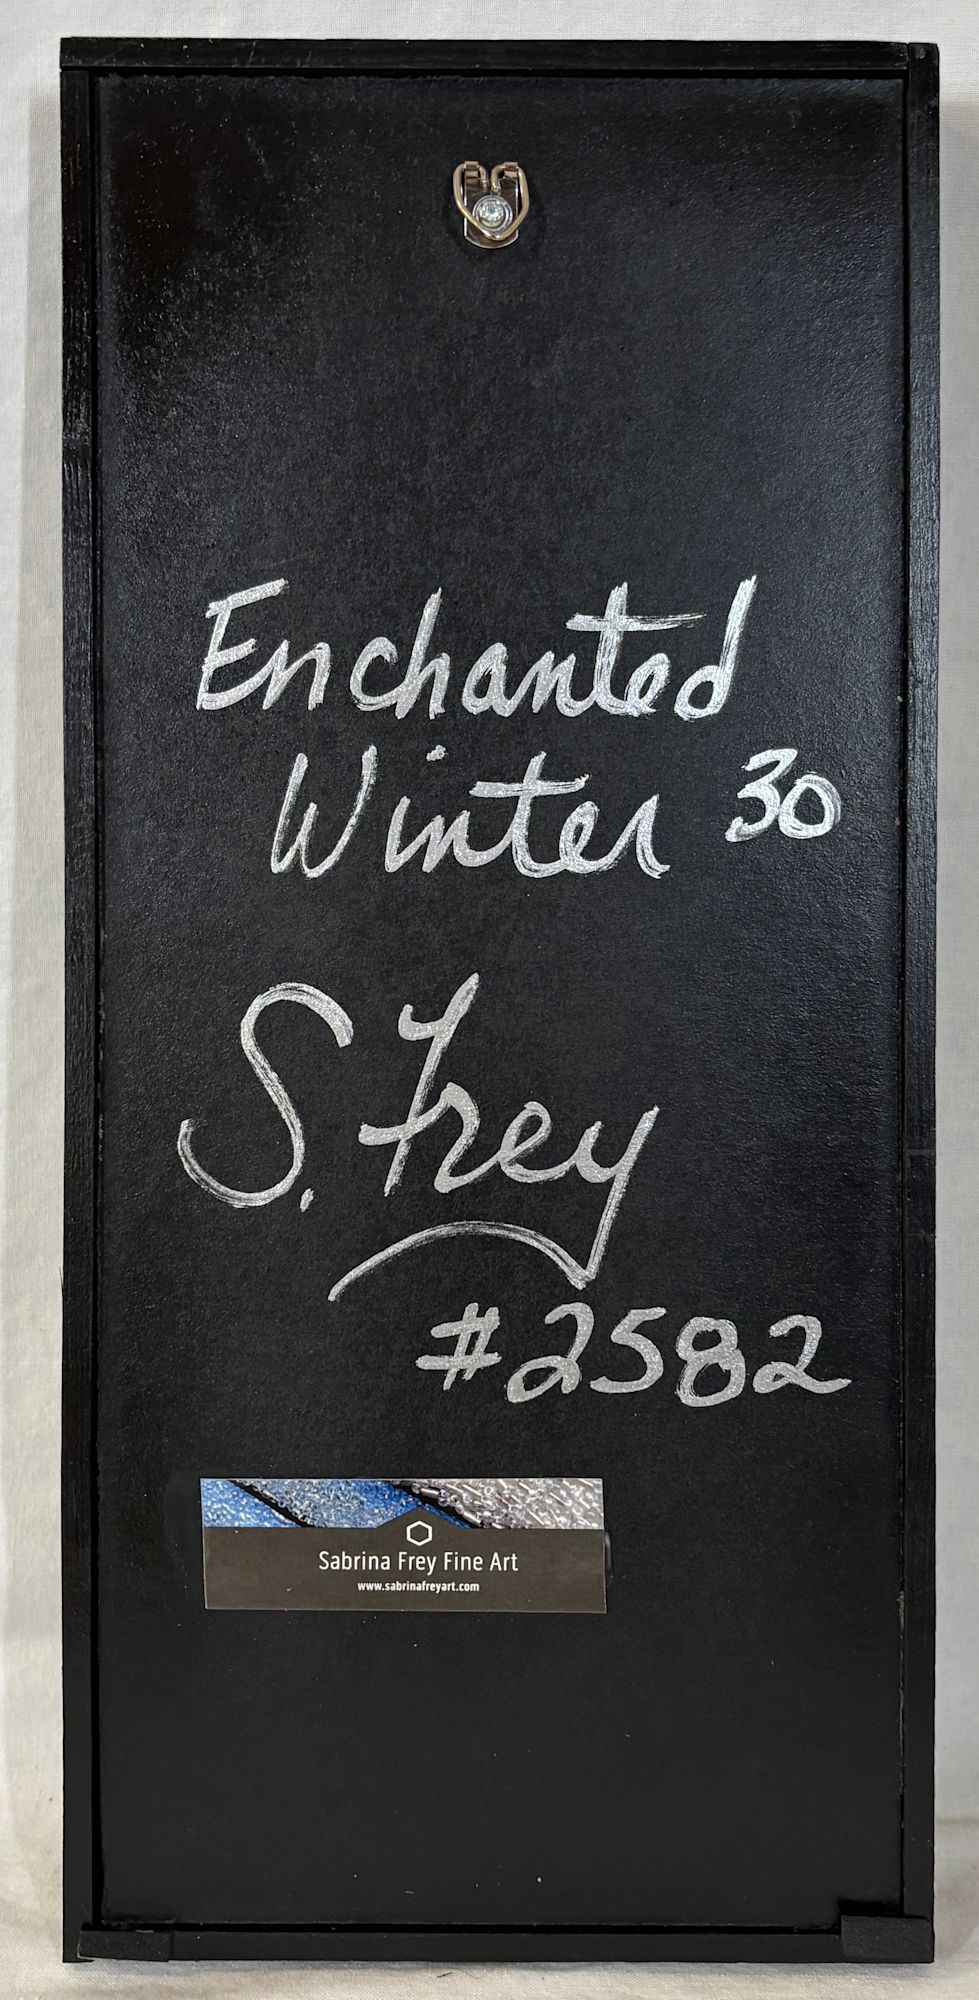 Enchanted
Winter 30
S. Frey
#2582
Sabrina Frey Fine Art
www.sabrinafreyart.com